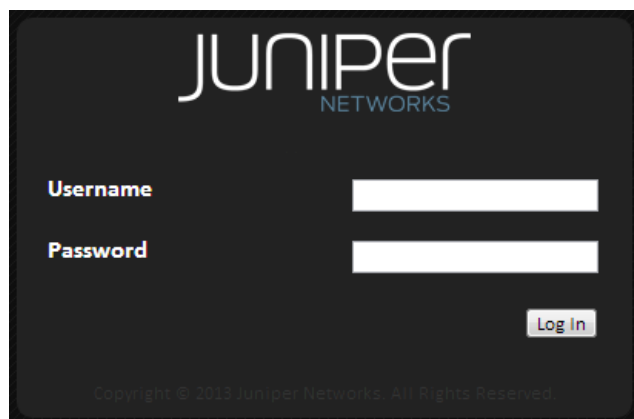 JUNIPER
NETWORKS
Username
Password
Log In
Copyright © 2013 Juniper Networks. All Rights Reserved.